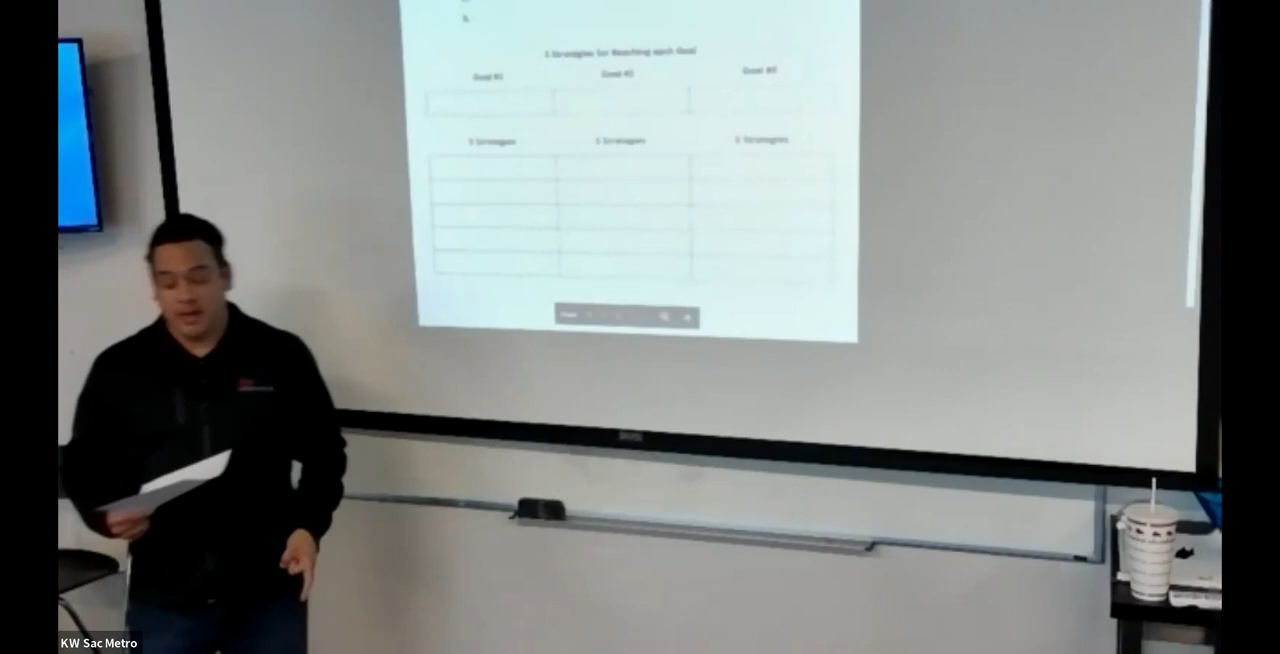 5 Strategies for Reaching each Goal
Goal #1 Goal #2 Goal #3
5 Strategies 5 Strategies 5 Strategies
KW Sac Metro